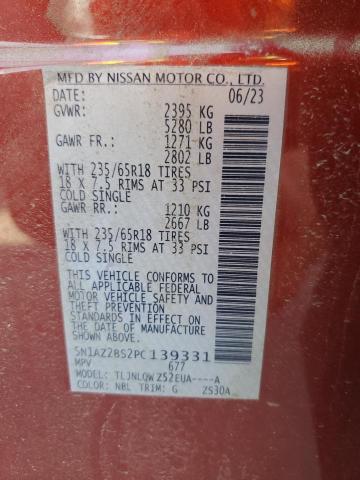 MFD BY NISSAN MOTOR CO., LTD.
DATE: 06/23
GVWR: 2395 KG
5280 LB
GAWR FR.: 1271 KG
2802 LB
WITH 235/65R18 TIRES
18 X 7.5 RIMS AT 33 PSI
COLD SINGLE
GAWR RR.: 1210 KG
2667 LB
WITH 235/65R18 TIRES
18 X 7.5 RIMS AT 33 PSI
COLD SINGLE
THIS VEHICLE CONFORMS TO
ALL APPLICABLE FEDERAL
MOTOR VEHICLE SAFETY AND
THEFT PREVENTION
STANDARDS IN EFFECT ON
THE DATE OF MANUFACTURE
SHOWN ABOVE.
5N1AZ2BS2PC139331
MPV 677
MODEL: TLJNLQWZ52EUA----A
COLOR: NBL TRIM: G ZS30A